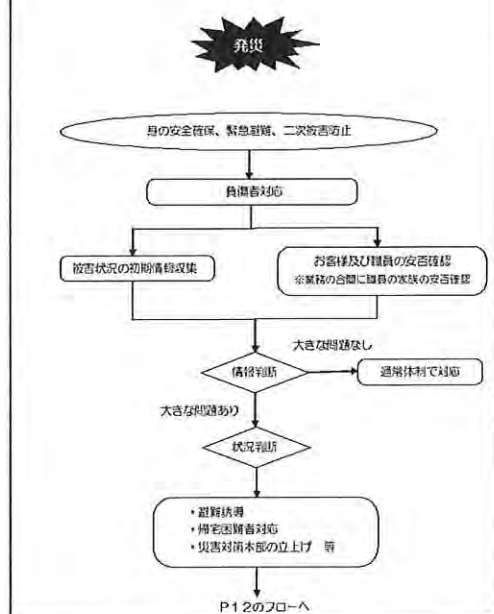 発災
身の安全確保、緊急避難、二次被害防止
負傷者対応
被害状況の初期情報収集
お客様及び職員の安否確認
※業務の合間に職員の家族の安否確認
大きな問題なし
情報判断
通常体制で対応
大きな問題あり
状況判断
・避難誘導
・帰宅困難者対応
・災害対策本部の立上げ 等
P12のフローへ